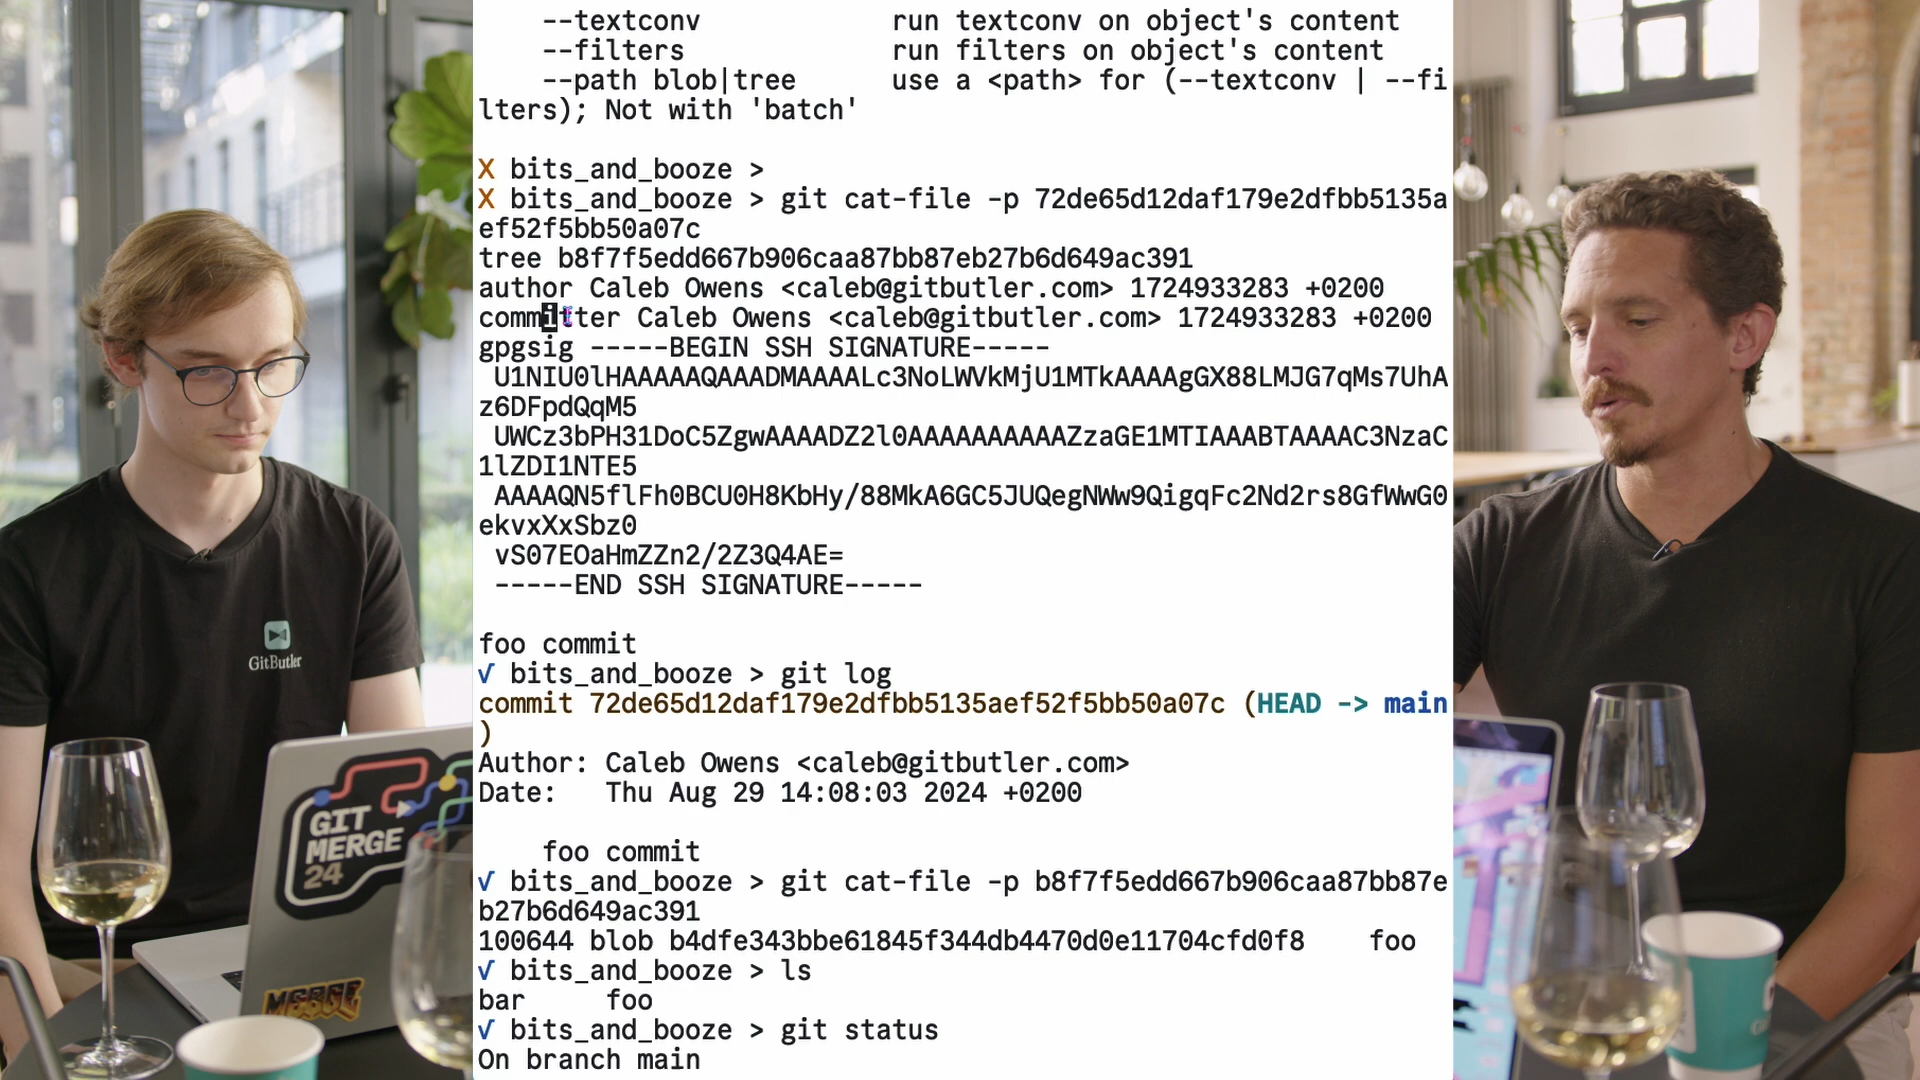 --textconv run textconv on object's content
--filters run filters on object's content
--path blob|tree use a <path> for (--textconv | --fi
lters); Not with 'batch'
X bits_and_booze >
X bits_and_booze > git cat-file -p 72de65d12daf179e2dfbb5135a
ef52f5bb50a07c
tree b8f7f5edd667b906caa87bb87eb27b6d649ac391
author Caleb Owens <caleb@gitbutler.com> 1724933283 +0200
committer Caleb Owens <caleb@gitbutler.com> 1724933283 +0200
gpgsig -----BEGIN SSH SIGNATURE-----
U1NIU0lHAAAAAQAAADMAAAALc3NoLWVkMjU1MTkAAAAgGX88LMJG7qMs7UhA
z6DFpdQqM5
UWCz3bPH31DoC5ZgwAAAADZ2l0AAAAAAAAAAZzaGE1MTIAAABTAAAAC3NzaC
1lZDI1NTE5
AAAAQN5flFh0BCU0H8KbHy/88MkA6GC5JUQegNWw9QigqFc2Nd2rs8GfWwG0
ekvxXxSbz0
vS07EOaHmZZn2/2Z3Q4AE=
-----END SSH SIGNATURE-----
foo commit
√ bits_and_booze > git log
commit 72de65d12daf179e2dfbb5135aef52f5bb50a07c (HEAD -> main
)
Author: Caleb Owens <caleb@gitbutler.com>
Date: Thu Aug 29 14:08:03 2024 +0200
foo commit
√ bits_and_booze > git cat-file -p b8f7f5edd667b906caa87bb87e
b27b6d649ac391
100644 blob b4dfe343bbe61845f344db4470d0e11704cfd0f8 foo
√ bits_and_booze > ls
bar foo
√ bits_and_booze > git status
On branch main
GitButler
GIT
MERGE
24
MERGE